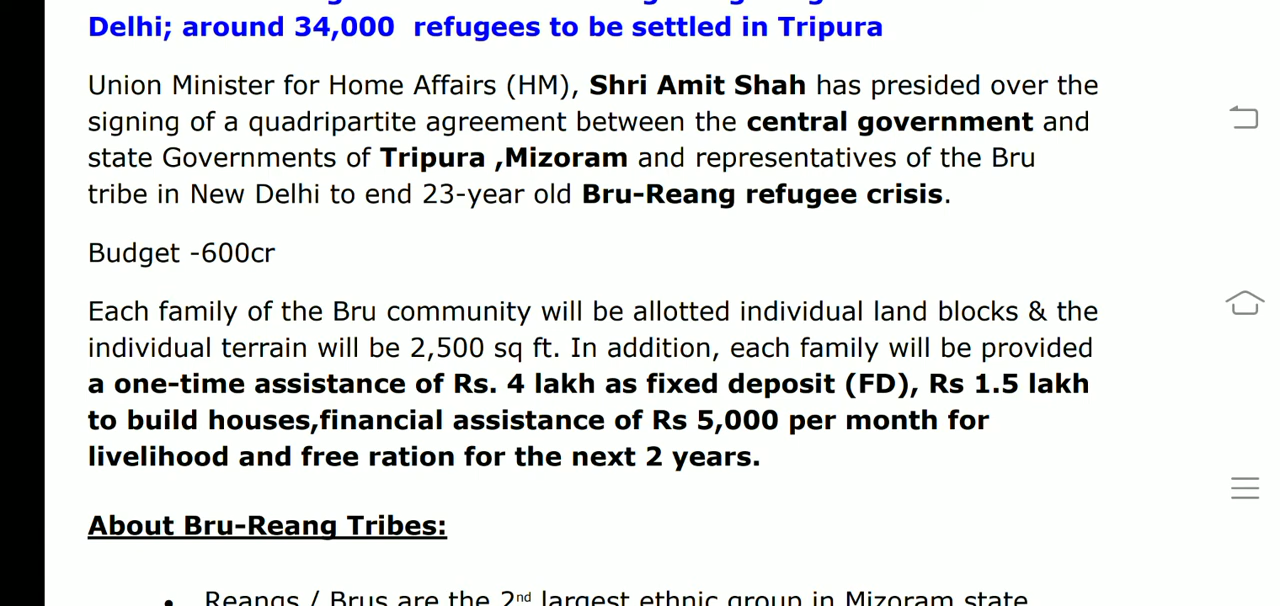 Delhi; around 34,000 refugees to be settled in Tripura
Union Minister for Home Affairs (HM), Shri Amit Shah has presided over the
signing of a quadripartite agreement between the central government and
state Governments of Tripura ,Mizoram and representatives of the Bru
tribe in New Delhi to end 23-year old Bru-Reang refugee crisis.
Budget -600cr
Each family of the Bru community will be allotted individual land blocks & the
individual terrain will be 2,500 sq ft. In addition, each family will be provided
a one-time assistance of Rs. 4 lakh as fixed deposit (FD), Rs 1.5 lakh
to build houses,financial assistance of Rs 5,000 per month for
livelihood and free ration for the next 2 years.
About Bru-Reang Tribes:
• Reangs / Brus are the 2nd largest ethnic group in Mizoram state